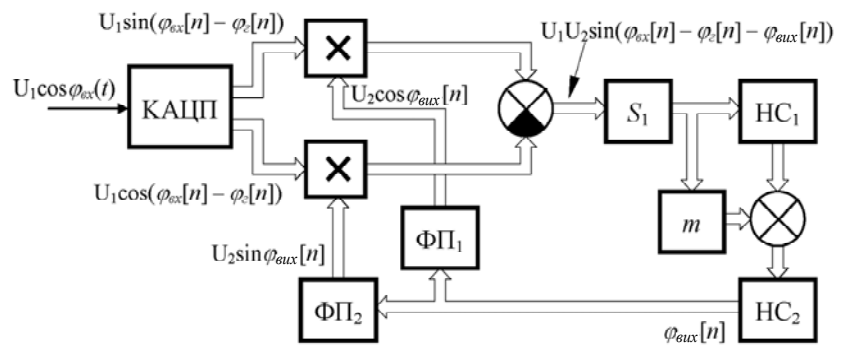 U₁sin(φвх[n] − φг[n])
U₁U₂sin(φвх[n] − φг[n] − φвих[n])
×
U₁cosφвх(t)
U₂cosφвих[n]
КАЦП
S₁
НС₁
×
U₁cos(φвх[n] − φг[n])
m
ФП₁
U₂sinφвих[n]
ФП₂
НС₂
φвих[n]